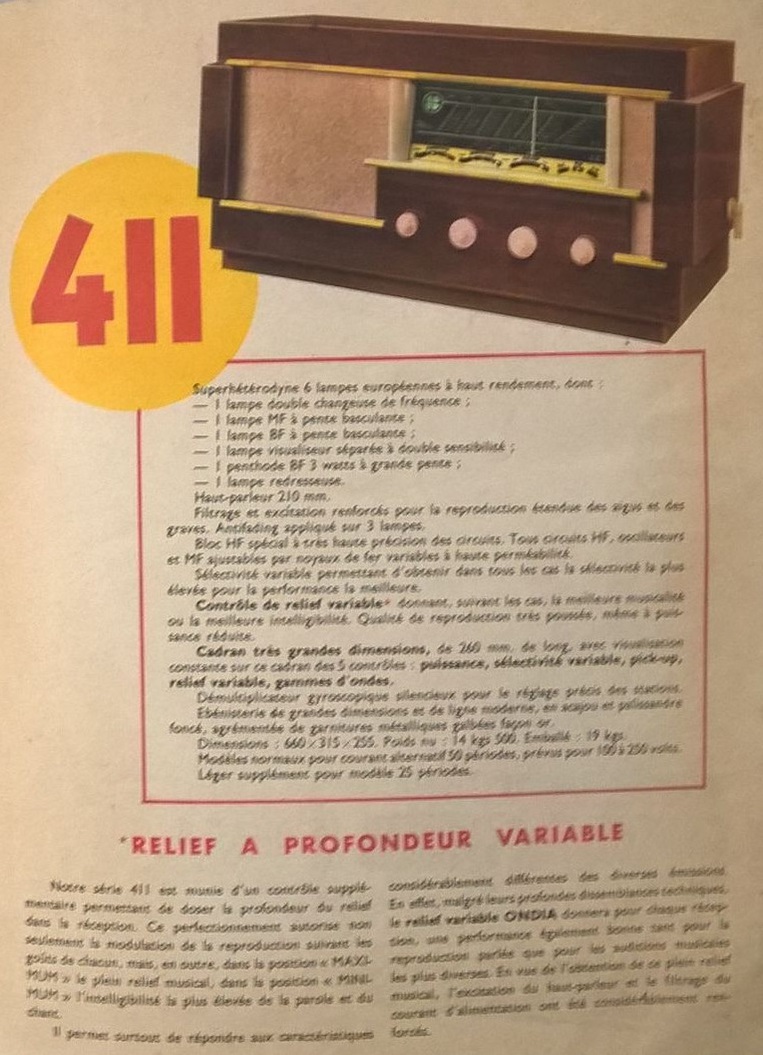 411
Superhétérodyne 6 lampes européennes à haut rendement, dont :
— 1 lampe double changeuse de fréquence ;
— 1 lampe MF à pente basculante ;
— 1 lampe BF à pente basculante ;
— 1 lampe visualiseur séparée à double sensibilité ;
— 1 penthode BF 3 watts à grande pente ;
— 1 lampe redresseuse.
Haut-parleur 210 mm.
Filtrage et excitation renforcés pour la reproduction étendue des aigus et des
graves. Antifading appliqué sur 3 lampes.
Bloc HF spécial à très haute précision des circuits. Tous circuits HF, oscillateurs
et MF ajustables par noyaux de fer variables à haute perméabilité.
Sélectivité variable permettant d'obtenir dans tous les cas la sélectivité la plus
élevée pour la performance la meilleure.
Contrôle de relief variable* donnant, suivant les cas, la meilleure musicalité
ou la meilleure intelligibilité. Qualité de reproduction très poussée, même à puis-
sance réduite.
Cadran très grandes dimensions, de 260 mm. de long, avec visualisation
constante sur ce cadran des 5 contrôles : puissance, sélectivité variable, pick-up,
relief variable, gammes d'ondes.
Démultiplicateur gyroscopique silencieux pour le réglage précis des stations.
Ebénisterie de grandes dimensions et de ligne moderne, en acajou et palissandre
foncé, agrémentée de garnitures métalliques galbées façon or.
Dimensions : 660 × 315 × 255. Poids nu : 14 kgs 500. Emballé : 19 kgs.
Modèles normaux pour courant alternatif 50 périodes, prévus pour 100 à 250 volts.
Léger supplément pour modèle 25 périodes.
*RELIEF A PROFONDEUR VARIABLE
Notre série 411 est munie d'un contrôle supplé-
mentaire permettant de doser la profondeur du relief
dans la réception. Ce perfectionnement autorise non
seulement la modulation de la reproduction suivant les
goûts de chacun, mais, en outre, dans la position « MAXI-
MUM » le plein relief musical, dans la position « MINI-
MUM » l'intelligibilité la plus élevée de la parole et du
chant.
Il permet surtout de répondre aux caractéristiques
considérablement différentes des diverses émissions.
En effet, malgré leurs profondes dissemblances techniques,
le relief variable ONDIA donnera pour chaque récep-
tion, une performance également bonne tant pour la
reproduction parlée que pour les auditions musicales
les plus diverses. En vue de l'obtention de ce plein relief
musical, l'excitation du haut-parleur et le filtrage du
courant d'alimentation ont été considérablement ren-
forcés.